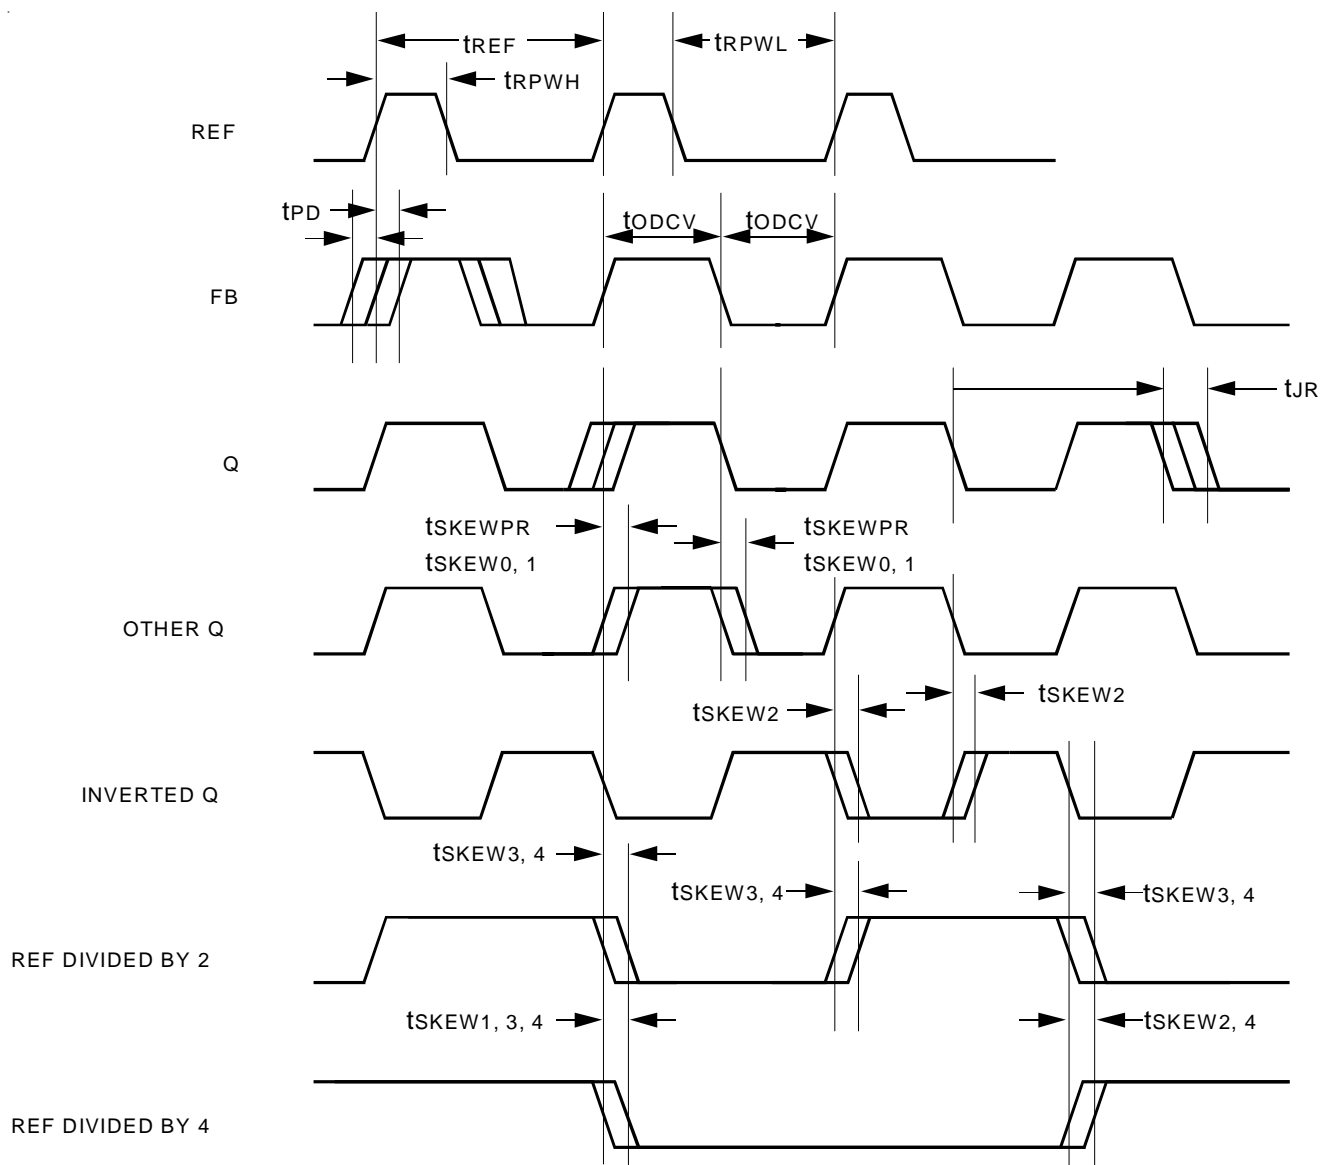 tREF
tRPWL
tRPWH
REF
tPD
tODCV
tODCV
FB
tJR
Q
tSKEWPR
tSKEW0, 1
tSKEWPR
tSKEW0, 1
OTHER Q
tSKEW2
tSKEW2
INVERTED Q
tSKEW3, 4
tSKEW3, 4
tSKEW3, 4
REF DIVIDED BY 2
tSKEW1, 3, 4
tSKEW2, 4
REF DIVIDED BY 4